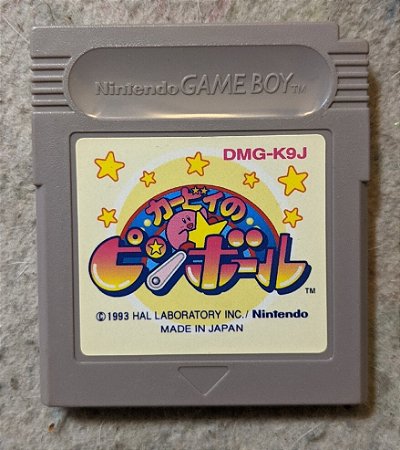 Nintendo GAME BOY TM
DMG-K9J
カービィの
ピンボール TM
©1993 HAL LABORATORY INC./ Nintendo
MADE IN JAPAN